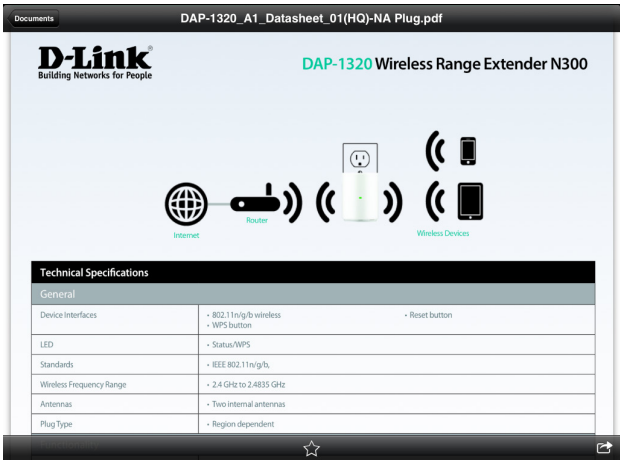 Documents
DAP-1320_A1_Datasheet_01(HQ)-NA Plug.pdf
D-Link®
Building Networks for People
DAP-1320 Wireless Range Extender N300
Internet
Router
Wireless Devices
Technical Specifications
General
Device Interfaces
• 802.11n/g/b wireless
• WPS button
• Reset button
LED
• Status/WPS
Standards
• IEEE 802.11n/g/b,
Wireless Frequency Range
• 2.4 GHz to 2.4835 GHz
Antennas
• Two internal antennas
Plug Type
• Region dependent